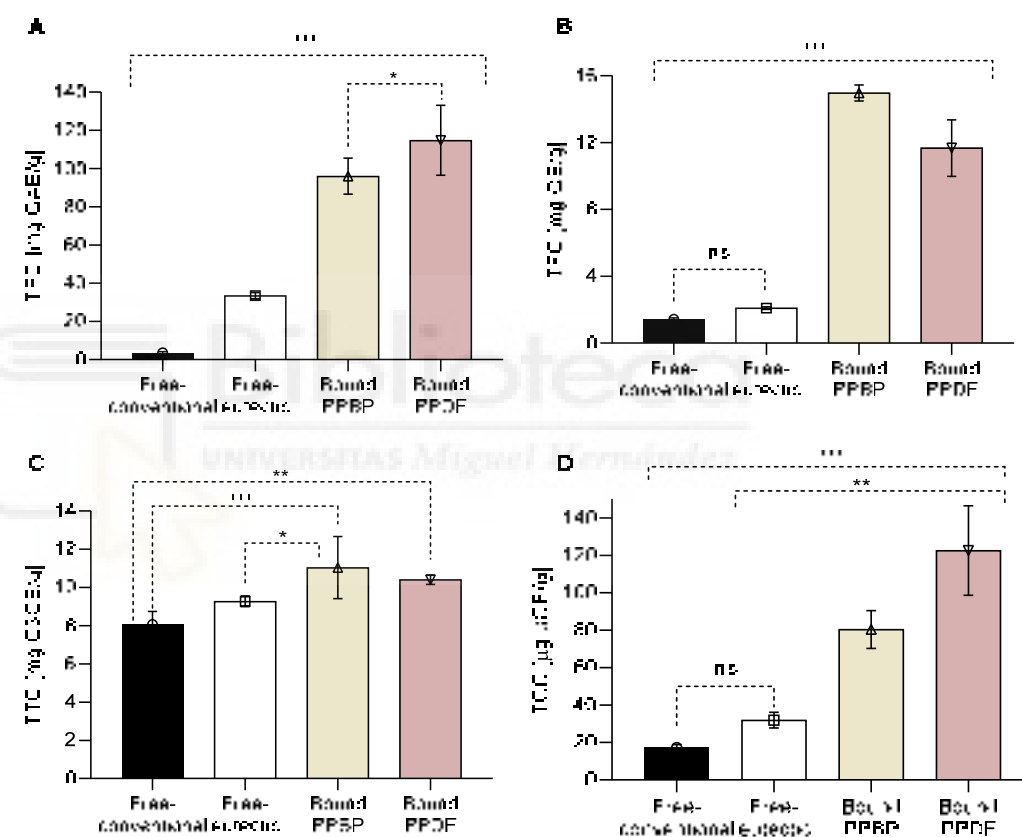 A
*
140
120
100
80
60
40
20
0
Free-
conventional
Free-
eutectic
Bound
PPBP
Bound
PPDF
B
ns
16
12
8
4
0
Free-
conventional
Free-
eutectic
Bound
PPBP
Bound
PPDF
Biblioteca
UNIVERSITAS Miguel Hernández
C
**
*
14
12
10
8
6
4
2
0
Free-
conventional
Free-
eutectic
Bound
PPBP
Bound
PPDF
D
**
ns
140
120
100
80
60
40
20
0
Free-
conventional
Free-
eutectic
Bound
PPBP
Bound
PPDF